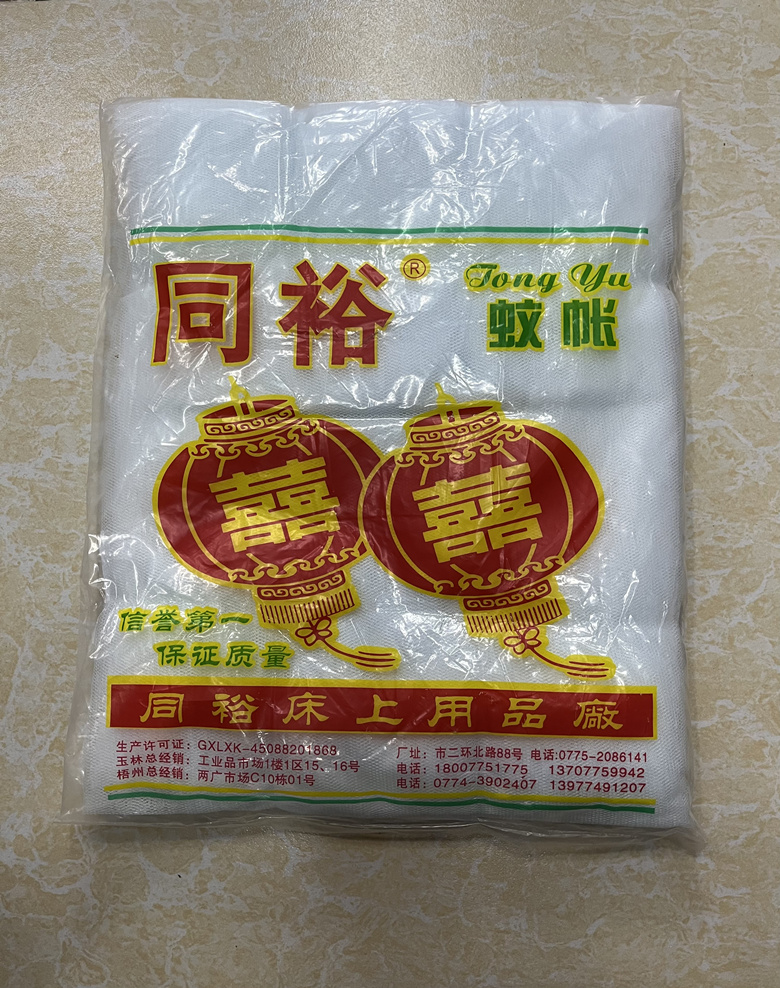 同裕® Tong Yu
蚊帐
囍 囍
信誉第一
保证质量
同裕床上用品廠
生产许可证：GXLXK-45088201869 厂址：市二环北路88号 电话:0775-2086141
玉林总经销：工业品市场1楼1区15、16号 电话：18007751775 13707759942
梧州总经销：两广市场C10栋01号 电话：0774-3902407 13977491207